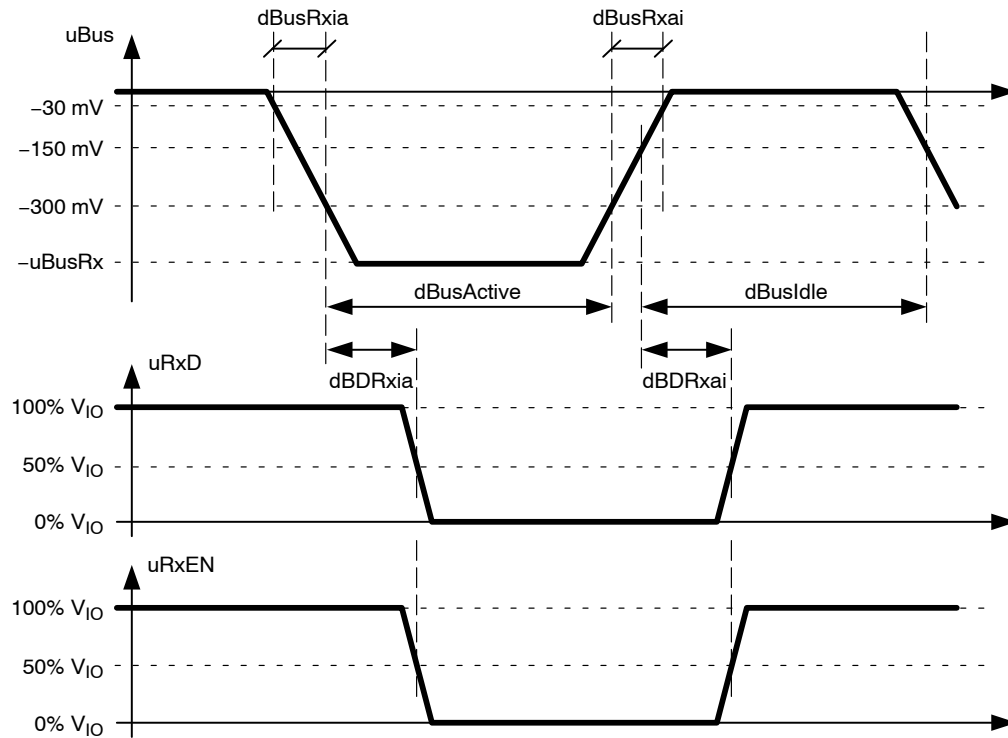 dBusRxia
dBusRxai
uBus
−30 mV
−150 mV
−300 mV
−uBusRx
dBusActive
dBusIdle
uRxD
dBDRxia
dBDRxai
100% VIO
50% VIO
0% VIO
uRxEN
100% VIO
50% VIO
0% VIO